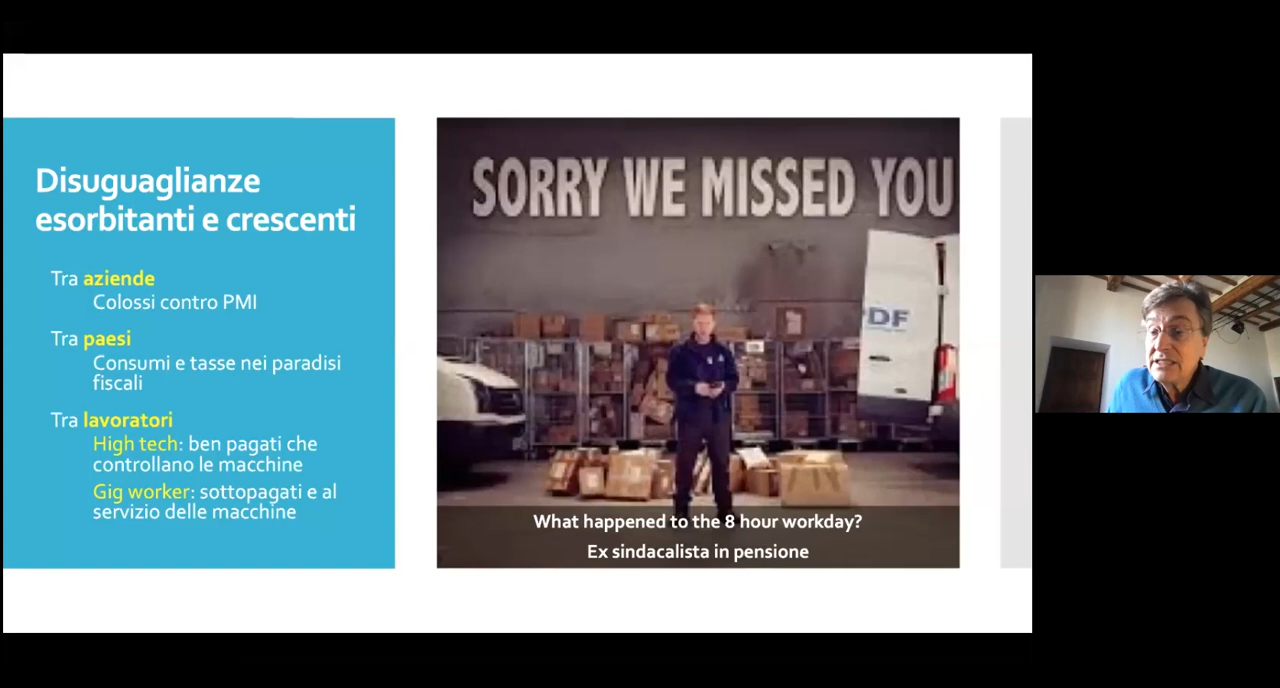 Disuguaglianze
esorbitanti e crescenti
Tra aziende
Colossi contro PMI
Tra paesi
Consumi e tasse nei paradisi
fiscali
Tra lavoratori
High tech: ben pagati che
controllano le macchine
Gig worker: sottopagati e al
servizio delle macchine
SORRY WE MISSED YOU
PDF
What happened to the 8 hour workday?
Ex sindacalista in pensione